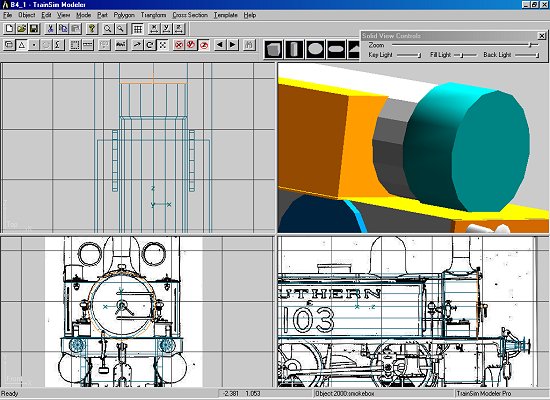 B4_1 - TrainSim Modeler
File Object Edit View Mode Part Polygon Transform Cross Section Template Help
X Y Z
Solid View Controls
Zoom
Key Light Fill Light Back Light
z
y x
Top
y
x
UTHERN
103
Front
Ready -2.381 1.053 Object 2000:smokebox TrainSim Modeler Pro